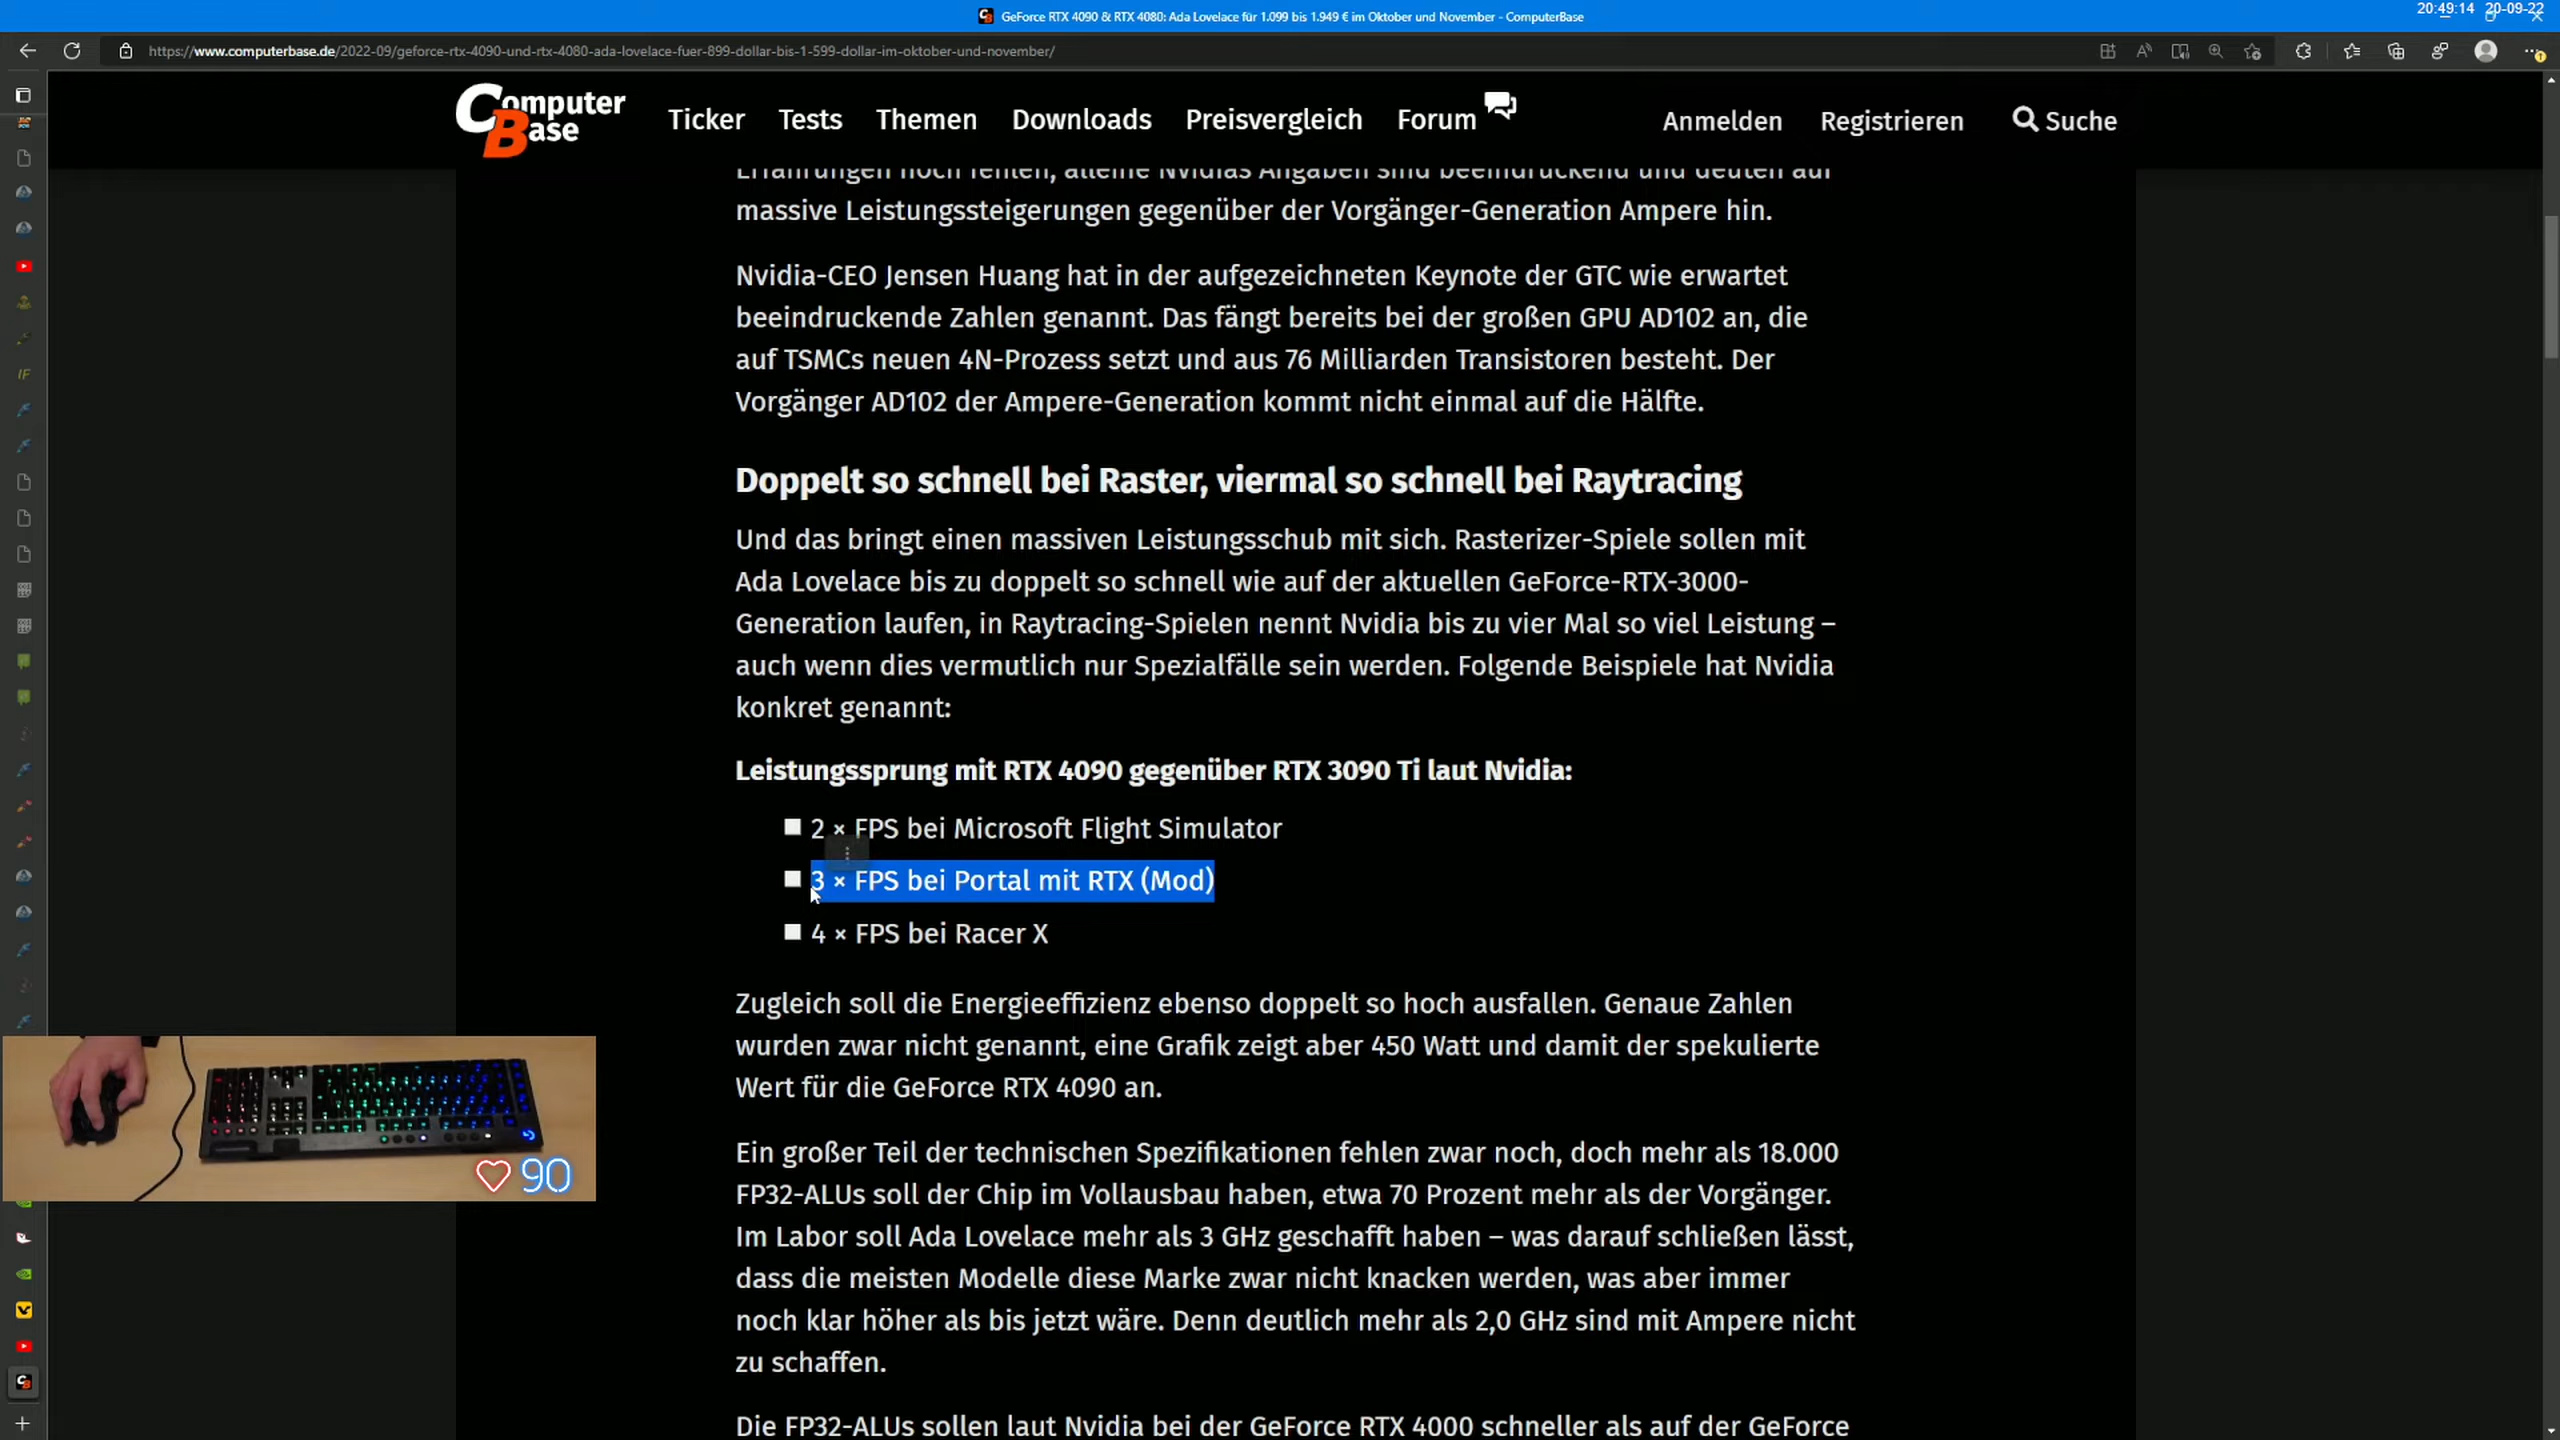 GeForce RTX 4090 & RTX 4080: Ada Lovelace für 1.099 bis 1.949 € im Oktober und November - ComputerBase
20:49:14 20-09-22
https://www.computerbase.de/2022-09/geforce-rtx-4090-und-rtx-4080-ada-lovelace-fuer-899-dollar-bis-1-599-dollar-im-oktober-und-november/
ComputerBase
Ticker Tests Themen Downloads Preisvergleich Forum Anmelden Registrieren Suche
Erfahrungen noch fehlen, alleine Nvidias Angaben sind beeindruckend und deuten auf
massive Leistungssteigerungen gegenüber der Vorgänger-Generation Ampere hin.
Nvidia-CEO Jensen Huang hat in der aufgezeichneten Keynote der GTC wie erwartet
beeindruckende Zahlen genannt. Das fängt bereits bei der großen GPU AD102 an, die
auf TSMCs neuen 4N-Prozess setzt und aus 76 Milliarden Transistoren besteht. Der
Vorgänger AD102 der Ampere-Generation kommt nicht einmal auf die Hälfte.
Doppelt so schnell bei Raster, viermal so schnell bei Raytracing
Und das bringt einen massiven Leistungsschub mit sich. Rasterizer-Spiele sollen mit
Ada Lovelace bis zu doppelt so schnell wie auf der aktuellen GeForce-RTX-3000-
Generation laufen, in Raytracing-Spielen nennt Nvidia bis zu vier Mal so viel Leistung –
auch wenn dies vermutlich nur Spezialfälle sein werden. Folgende Beispiele hat Nvidia
konkret genannt:
Leistungssprung mit RTX 4090 gegenüber RTX 3090 Ti laut Nvidia:
2 × FPS bei Microsoft Flight Simulator
3 × FPS bei Portal mit RTX (Mod)
4 × FPS bei Racer X
Zugleich soll die Energieeffizienz ebenso doppelt so hoch ausfallen. Genaue Zahlen
wurden zwar nicht genannt, eine Grafik zeigt aber 450 Watt und damit der spekulierte
Wert für die GeForce RTX 4090 an.
90
Ein großer Teil der technischen Spezifikationen fehlen zwar noch, doch mehr als 18.000
FP32-ALUs soll der Chip im Vollausbau haben, etwa 70 Prozent mehr als der Vorgänger.
Im Labor soll Ada Lovelace mehr als 3 GHz geschafft haben – was darauf schließen lässt,
dass die meisten Modelle diese Marke zwar nicht knacken werden, was aber immer
noch klar höher als bis jetzt wäre. Denn deutlich mehr als 2,0 GHz sind mit Ampere nicht
zu schaffen.
Die FP32-ALUs sollen laut Nvidia bei der GeForce RTX 4000 schneller als auf der GeForce